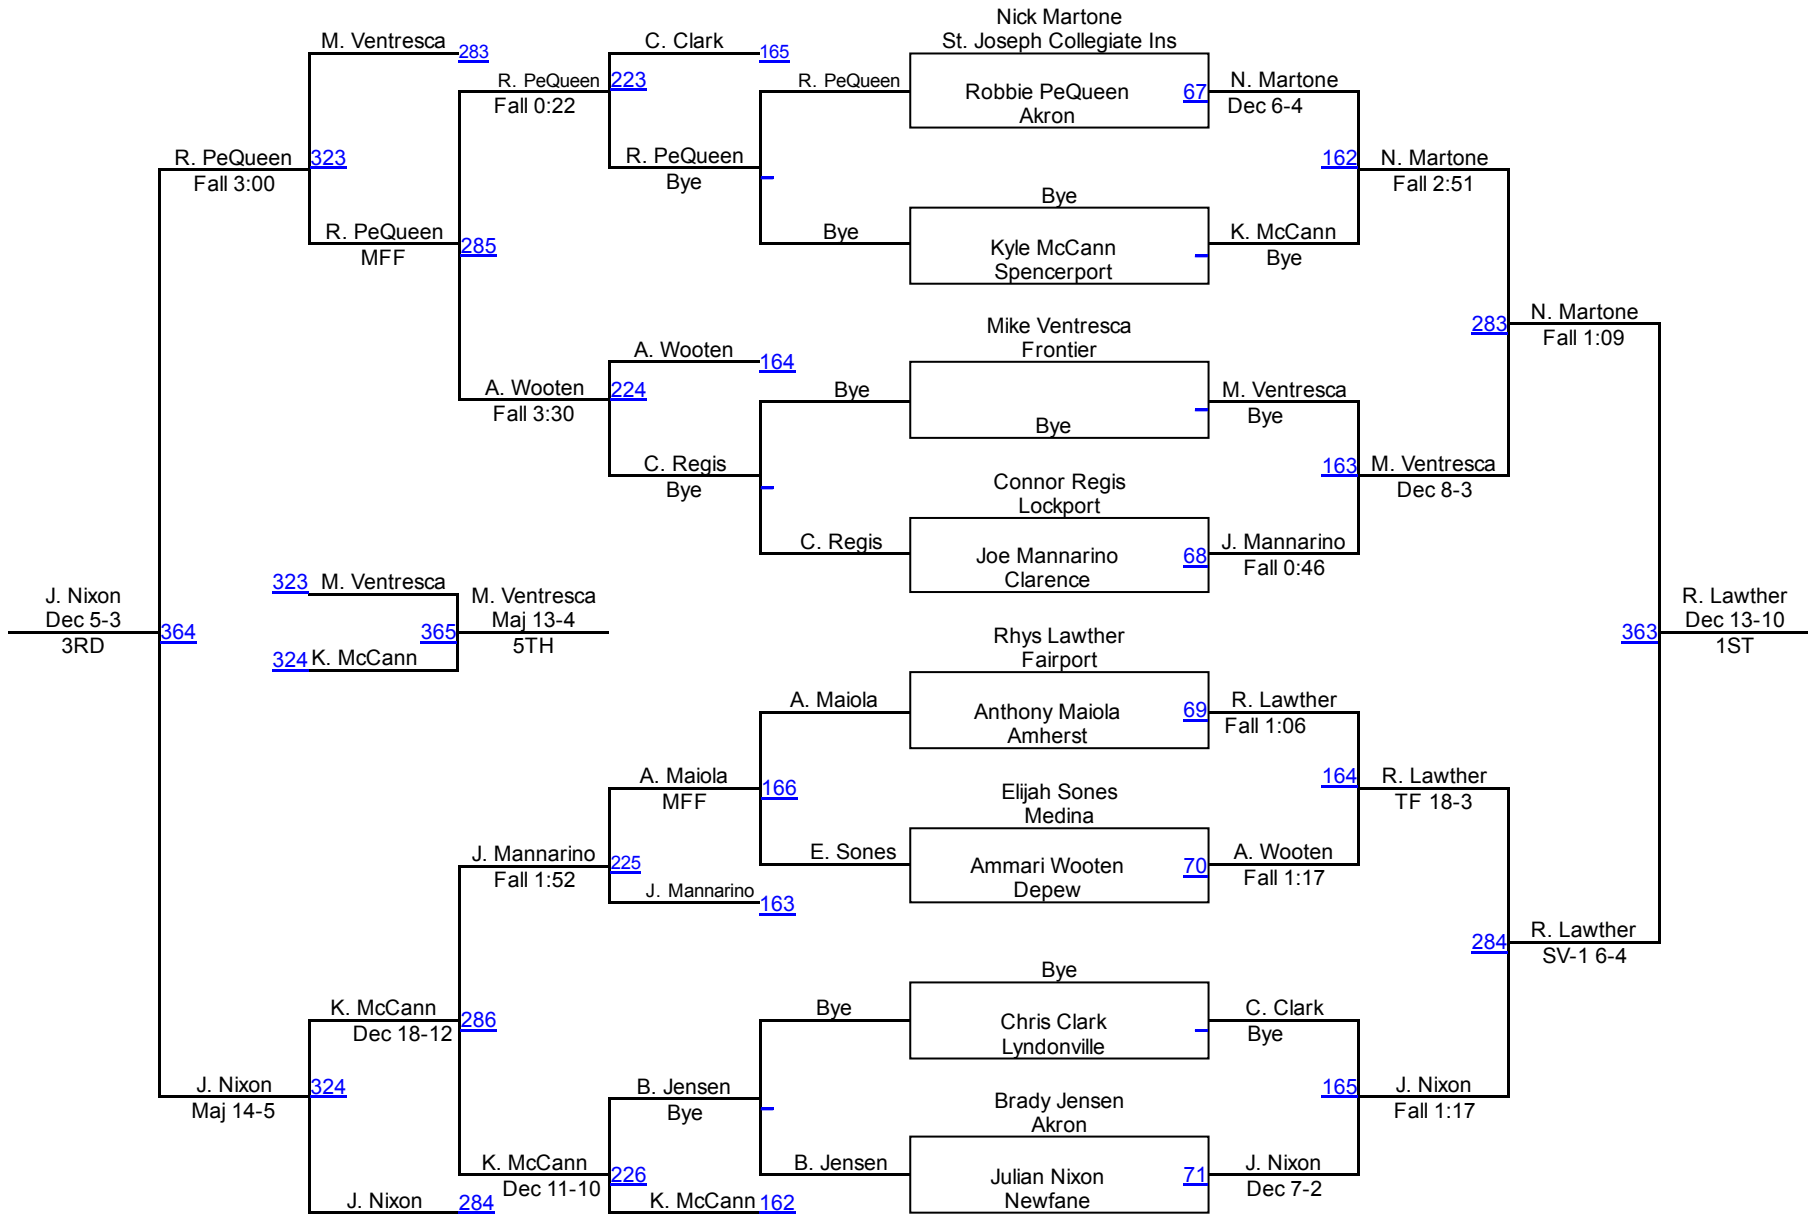 Nick Martone
St. Joseph Collegiate Ins
M. Ventresca 283
C. Clark 165
R. PeQueen 223
Fall 0:22
R. PeQueen
Robbie PeQueen 67
Akron
N. Martone
Dec 6-4
R. PeQueen 323
Fall 3:00
R. PeQueen
Bye
162 N. Martone
Fall 2:51
R. PeQueen
MFF
285
Bye
Bye
Kyle McCann
Spencerport
K. McCann
Bye
Mike Ventresca
Frontier
283 N. Martone
Fall 1:09
A. Wooten 164
A. Wooten 224
Fall 3:30
Bye
Bye
M. Ventresca
Bye
C. Regis
Bye
Connor Regis
Lockport
163 M. Ventresca
Dec 8-3
C. Regis
Joe Mannarino 68
Clarence
J. Mannarino
Fall 0:46
J. Nixon
Dec 5-3
3RD
364
323 M. Ventresca
324 K. McCann
365
M. Ventresca
Maj 13-4
5TH
363
R. Lawther
Dec 13-10
1ST
Rhys Lawther
Fairport
A. Maiola
Anthony Maiola 69
Amherst
R. Lawther
Fall 1:06
A. Maiola
MFF
166
Elijah Sones
Medina
164 R. Lawther
TF 18-3
J. Mannarino 225
Fall 1:52
E. Sones
Ammari Wooten 70
Depew
A. Wooten
Fall 1:17
J. Mannarino 163
284 R. Lawther
SV-1 6-4
Bye
K. McCann
Dec 18-12
286
Bye
Chris Clark
Lyndonville
C. Clark
Bye
J. Nixon 324
Maj 14-5
B. Jensen
Bye
Brady Jensen
Akron
165 J. Nixon
Fall 1:17
K. McCann 226
Dec 11-10
B. Jensen
Julian Nixon 71
Newfane
J. Nixon
Dec 7-2
J. Nixon 284
K. McCann 162